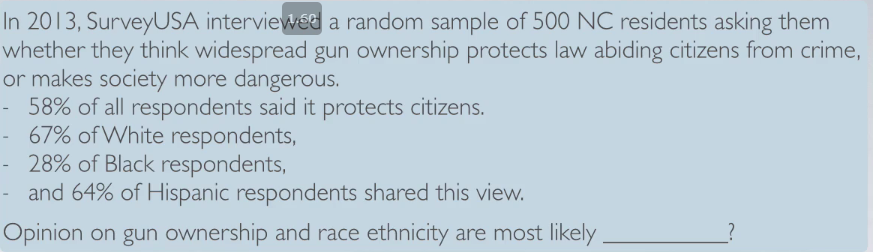 In 2013, SurveyUSA interviewed a random sample of 500 NC residents asking them
whether they think widespread gun ownership protects law abiding citizens from crime,
or makes society more dangerous.
- 58% of all respondents said it protects citizens.
- 67% of White respondents,
- 28% of Black respondents,
- and 64% of Hispanic respondents shared this view.
Opinion on gun ownership and race ethnicity are most likely ___________?